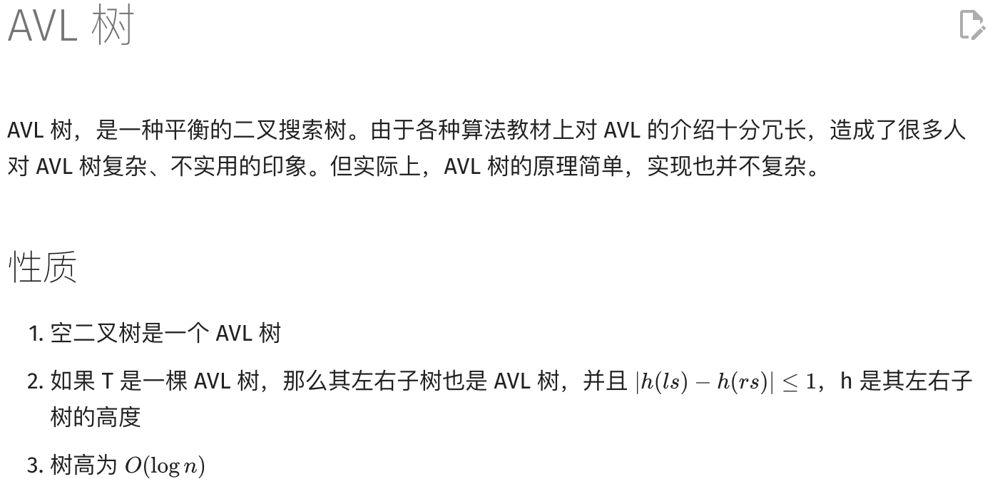 AVL 树
AVL 树，是一种平衡的二叉搜索树。由于各种算法教材上对 AVL 的介绍十分冗长，造成了很多人
对 AVL 树复杂、不实用的印象。但实际上，AVL 树的原理简单，实现也并不复杂。
性质
1. 空二叉树是一个 AVL 树
2. 如果 T 是一棵 AVL 树，那么其左右子树也是 AVL 树，并且 |h(ls) − h(rs)| ≤ 1，h 是其左右子
树的高度
3. 树高为 O(log n)